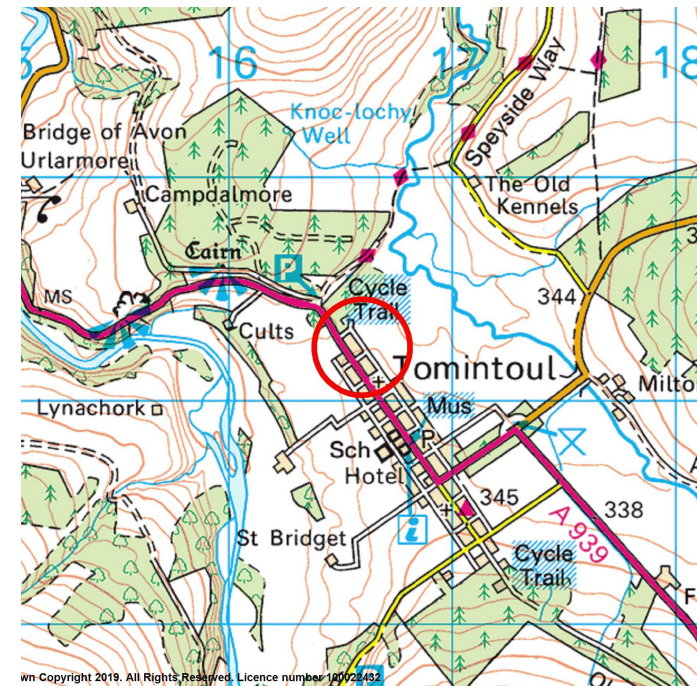 16
17
18
Knoc-lochy
Well
Speyside Way
Bridge of Avon
Urlarmore
Campdalmore
The Old
Kennels
Cairn
P
MS
Cycle
Trail
344
Cults
Tomintoul
Milto
Lynachork
Mus
Sch
P
Hotel
345
338
A 939
i
St Bridget
Cycle
Trail
F
wn Copyright 2019. All Rights Reserved. Licence number 100022432